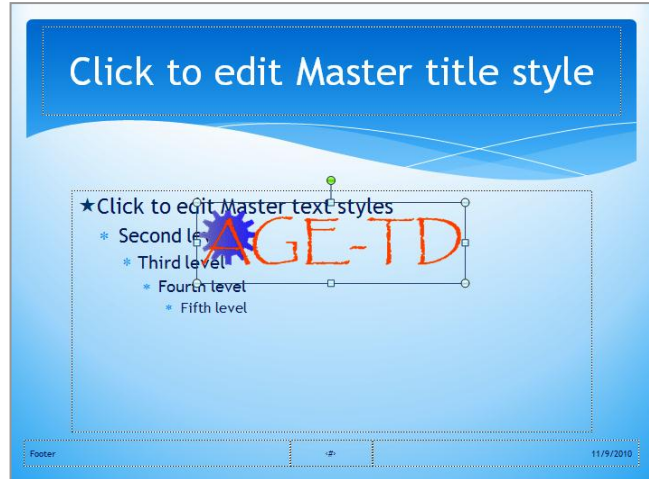 Click to edit Master title style
★Click to edit Master text styles
AGE-TD
* Second level
* Third level
* Fourth level
* Fifth level
Footer
‹#›
11/9/2010